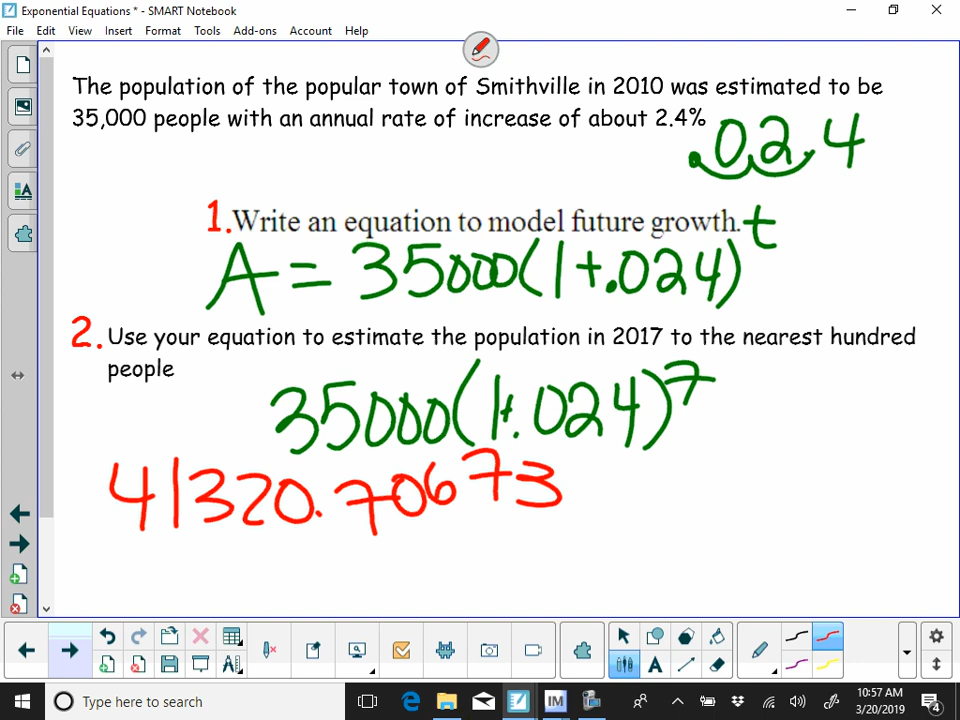 Exponential Equations * - SMART Notebook
File Edit View Insert Format Tools Add-ons Account Help
The population of the popular town of Smithville in 2010 was estimated to be
35,000 people with an annual rate of increase of about 2.4%
.024
1. Write an equation to model future growth.
A = 35000(1+.024)^t
2. Use your equation to estimate the population in 2017 to the nearest hundred
people
35000(1+.024)^7
41320.70673
A
Type here to search
IM
10:57 AM
3/20/2019
4